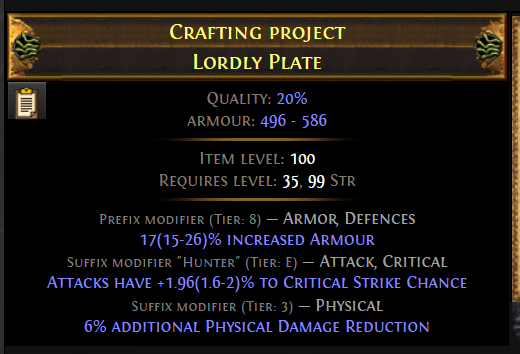 Crafting project
Lordly Plate
Quality: 20%
armour: 496 - 586
Item level: 100
Requires level: 35, 99 Str
Prefix modifier (Tier: 8) — Armor, Defences
17(15-26)% increased Armour
Suffix modifier "Hunter" (Tier: E) — Attack, Critical
Attacks have +1.96(1.6-2)% to Critical Strike Chance
Suffix modifier (Tier: 3) — Physical
6% additional Physical Damage Reduction